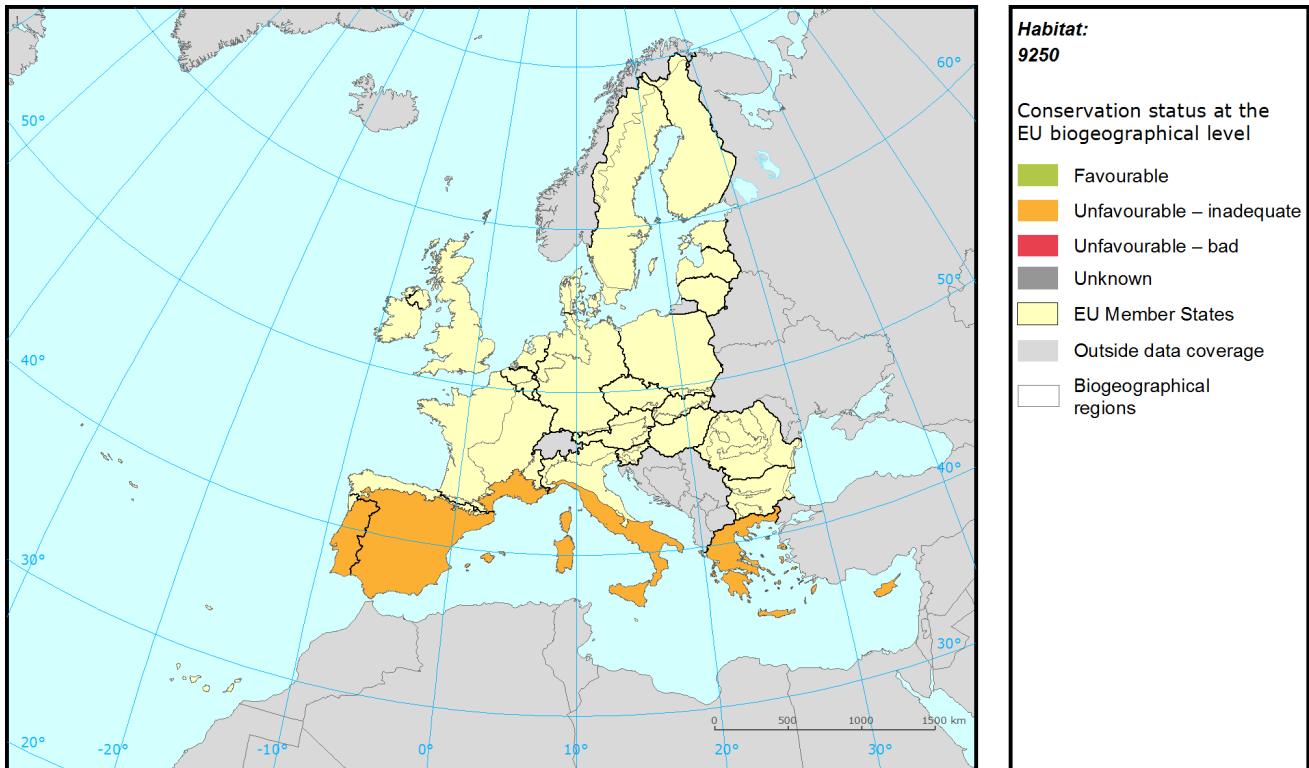 Habitat:
9250
Conservation status at the
EU biogeographical level
Favourable
Unfavourable – inadequate
Unfavourable – bad
Unknown
EU Member States
Outside data coverage
Biogeographical
regions
60°
50°
50°
40°
40°
30°
30°
0 500 1000 1500 km
20° -20° -10° 0° 10° 20° 30°